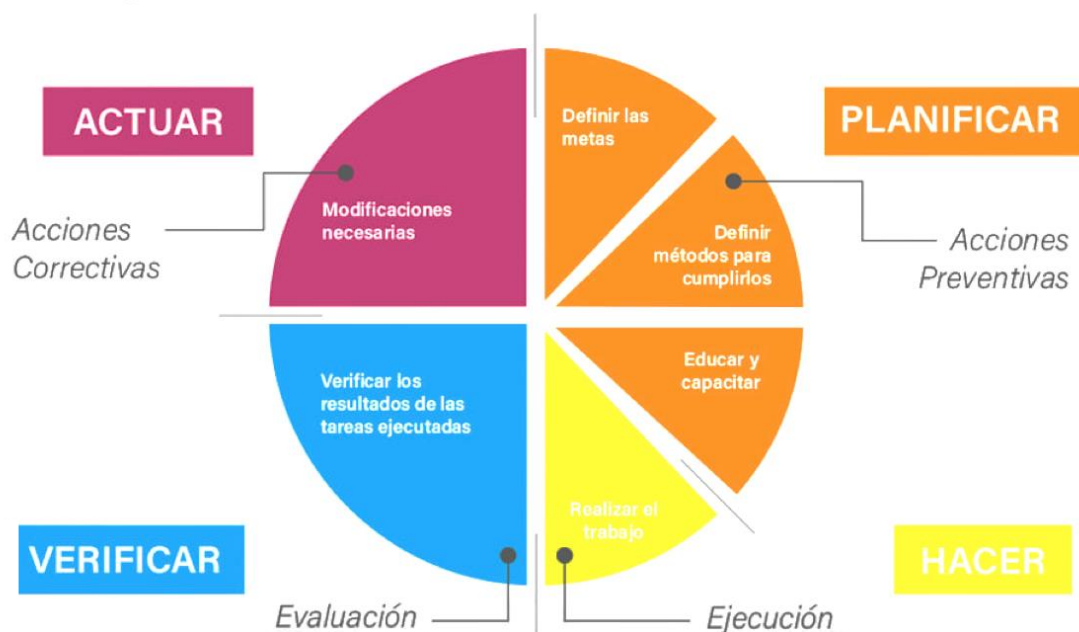 ACTUAR
PLANIFICAR
Definir las
metas
Acciones
Correctivas
Modificaciones
necesarias
Definir
métodos para
cumplirlos
Acciones
Preventivas
Verificar los
resultados de las
tareas ejecutadas
Educar y
capacitar
Realizar el
trabajo
VERIFICAR
HACER
Evaluación
Ejecución